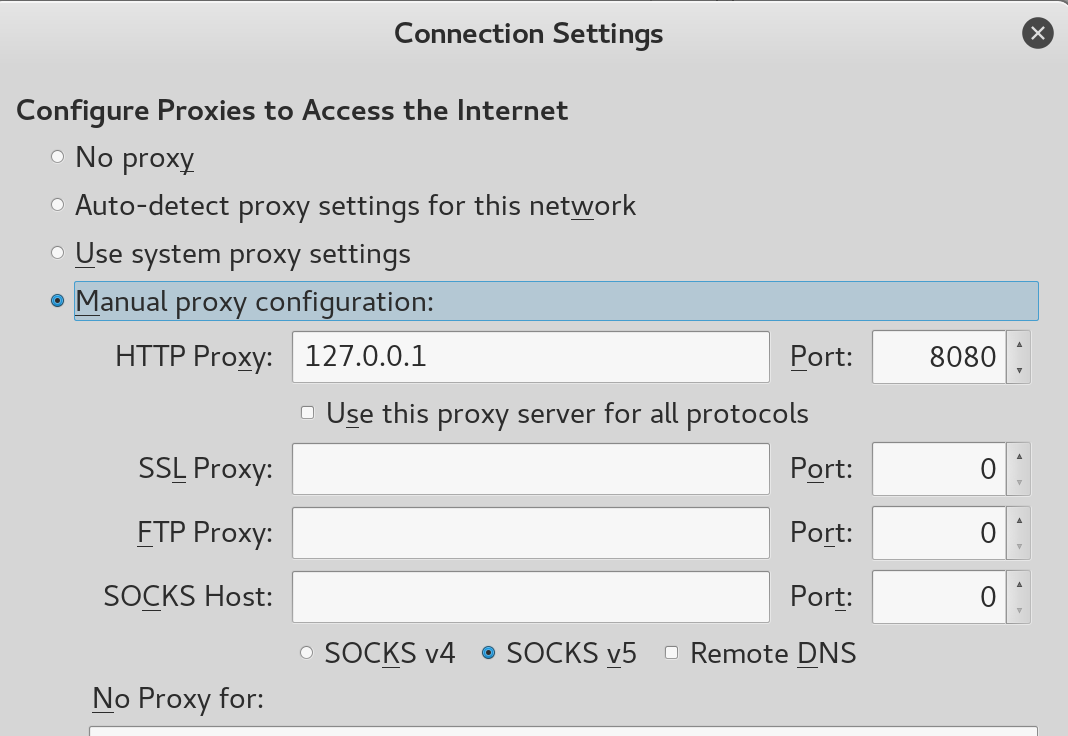 Connection Settings
Configure Proxies to Access the Internet
No proxy
Auto-detect proxy settings for this network
Use system proxy settings
Manual proxy configuration:
HTTP Proxy: 127.0.0.1 Port: 8080
Use this proxy server for all protocols
SSL Proxy: Port: 0
FTP Proxy: Port: 0
SOCKS Host: Port: 0
SOCKS v4 SOCKS v5 Remote DNS
No Proxy for: